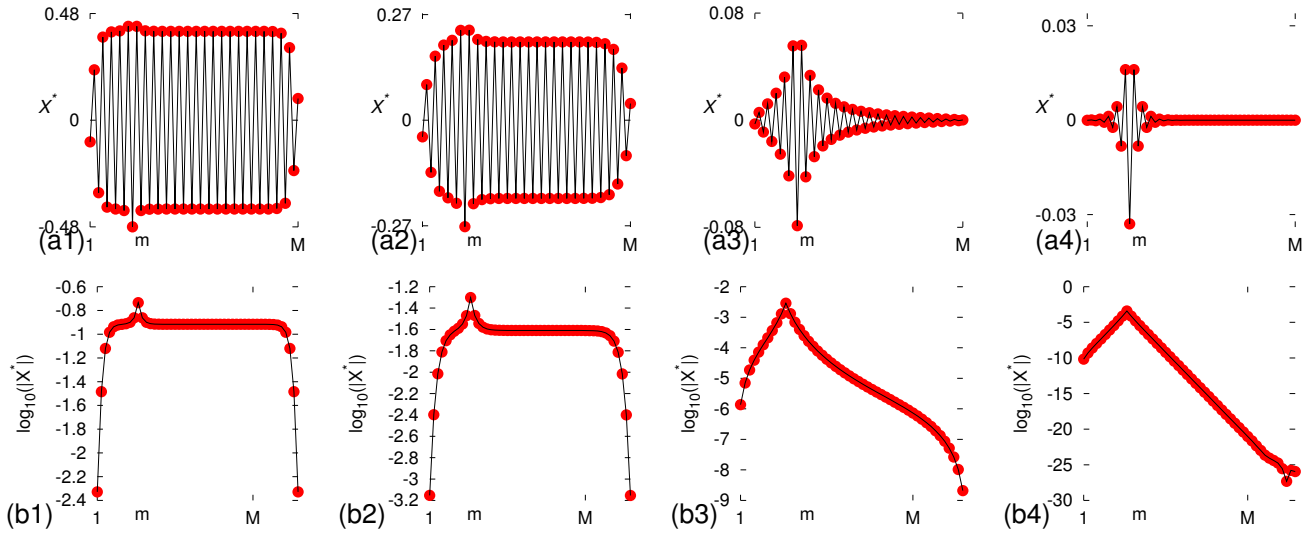 0.48
X*
0
-0.48
(a1)
1
m
M
0.27
X*
0
-0.27
(a2)
1
m
M
0.08
X*
0
-0.08
(a3)
1
m
M
0.03
X*
0
-0.03
(a4)
1
m
M
-0.6
-0.8
-1
-1.2
-1.4
-1.6
-1.8
-2
-2.2
-2.4
log10(|X*|)
(b1)
1
m
M
-1.2
-1.4
-1.6
-1.8
-2
-2.2
-2.4
-2.6
-2.8
-3
-3.2
log10(|X*|)
(b2)
1
m
M
-2
-3
-4
-5
-6
-7
-8
-9
log10(|X*|)
(b3)
1
m
M
0
-5
-10
-15
-20
-25
-30
log10(|X*|)
(b4)
1
m
M